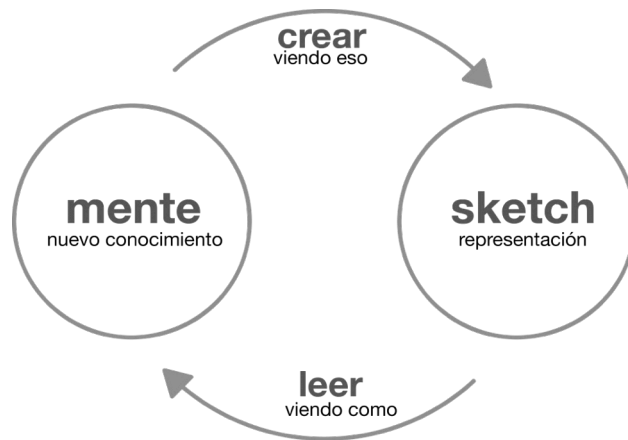 crear
viendo eso
mente
nuevo conocimiento
sketch
representación
leer
viendo como